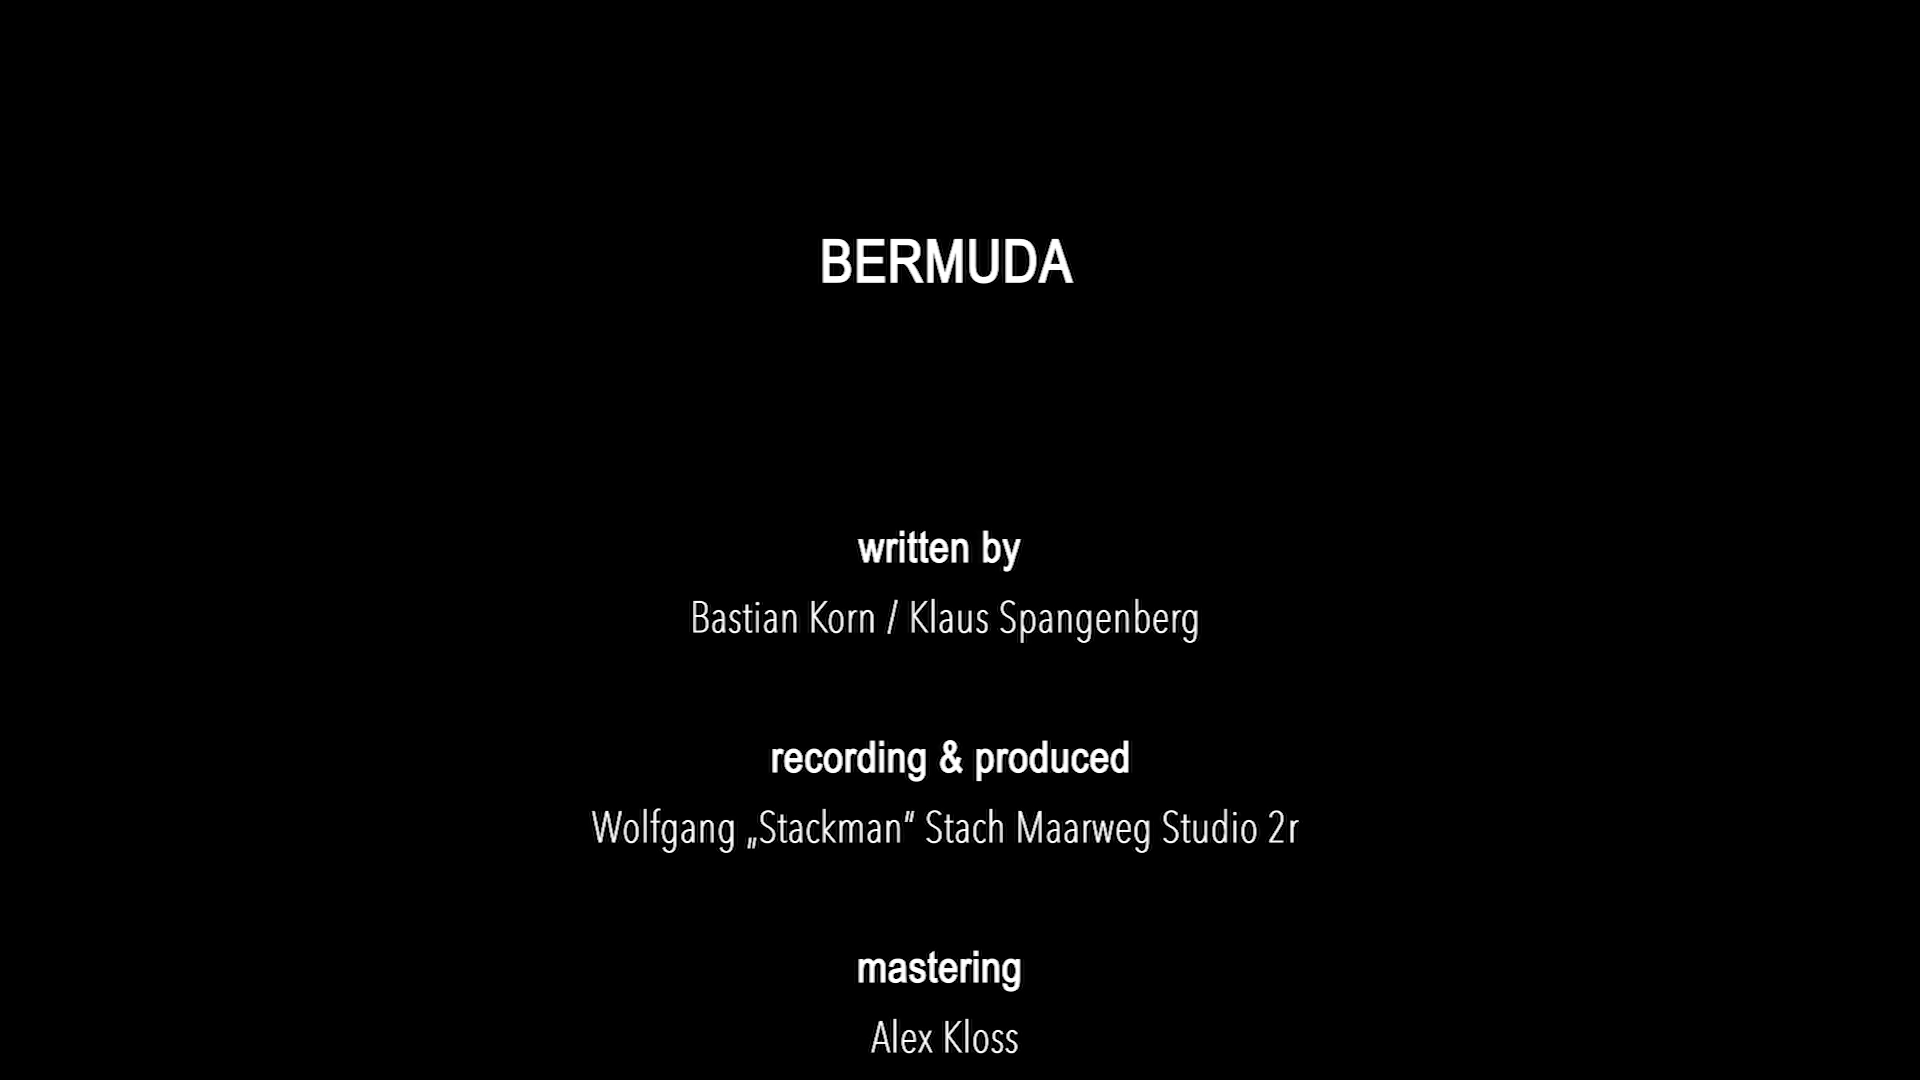 BERMUDA
written by
Bastian Korn / Klaus Spangenberg
recording & produced
Wolfgang „Stackman“ Stach Maarweg Studio 2r
mastering
Alex Kloss